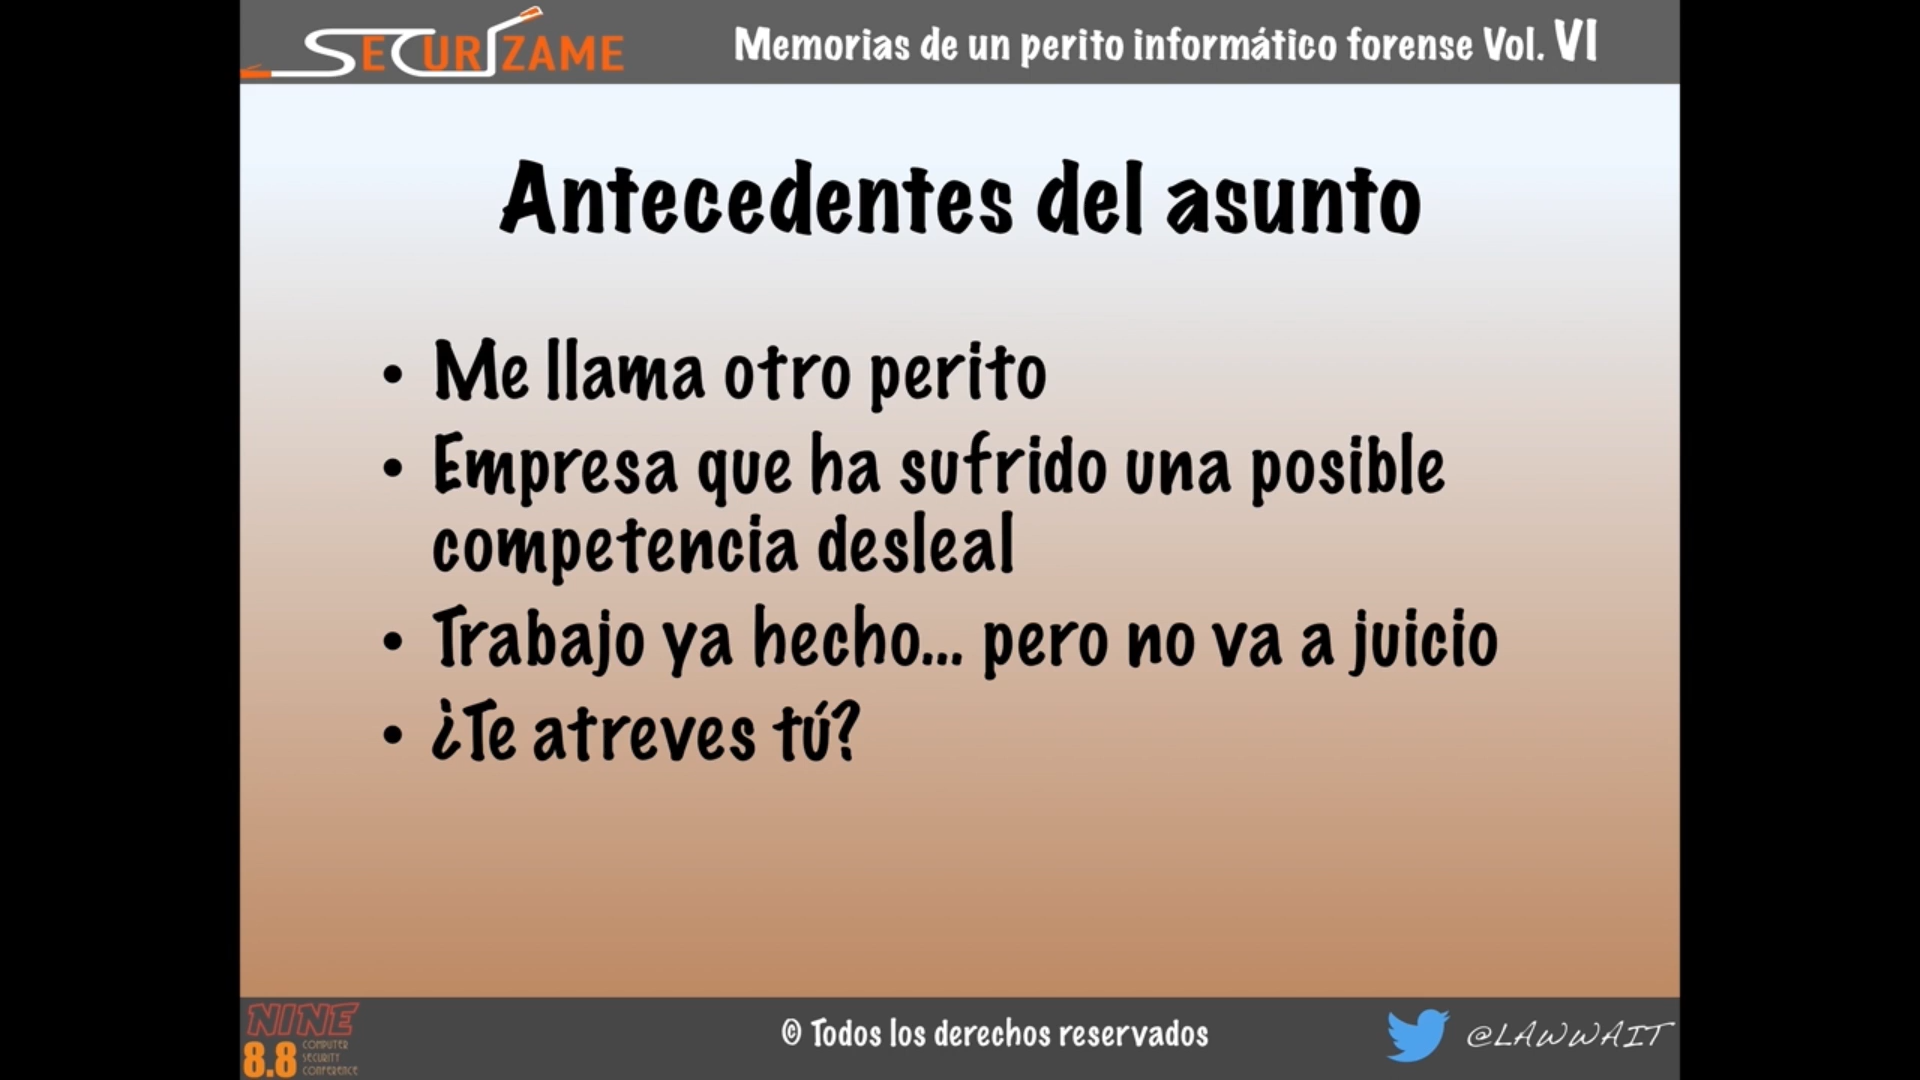 SECURIZAME
Memorias de un perito informático forense Vol. VI
Antecedentes del asunto
• Me llama otro perito
• Empresa que ha sufrido una posible
competencia desleal
• Trabajo ya hecho... pero no va a juicio
• ¿Te atreves tú?
NINE
8.8 COMPUTER
SECURITY
CONFERENCE
© Todos los derechos reservados
@LAWWAIT